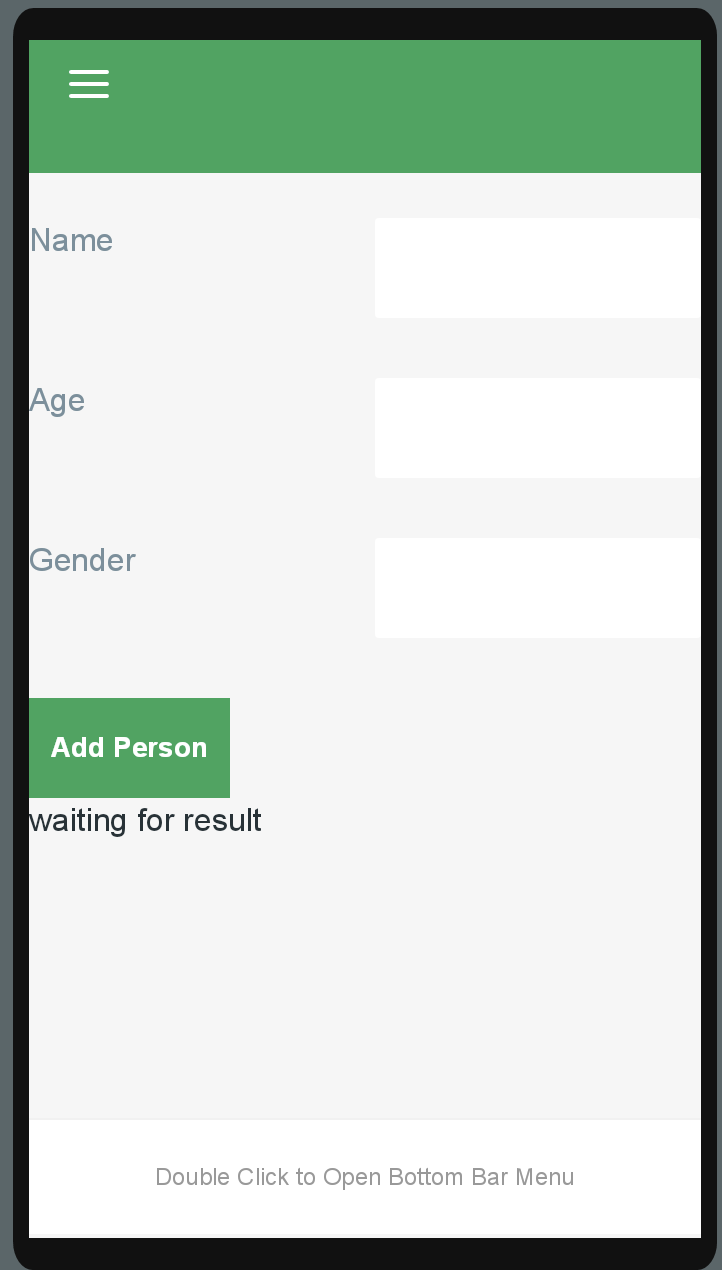 Name
Age
Gender
Add Person
waiting for result
Double Click to Open Bottom Bar Menu